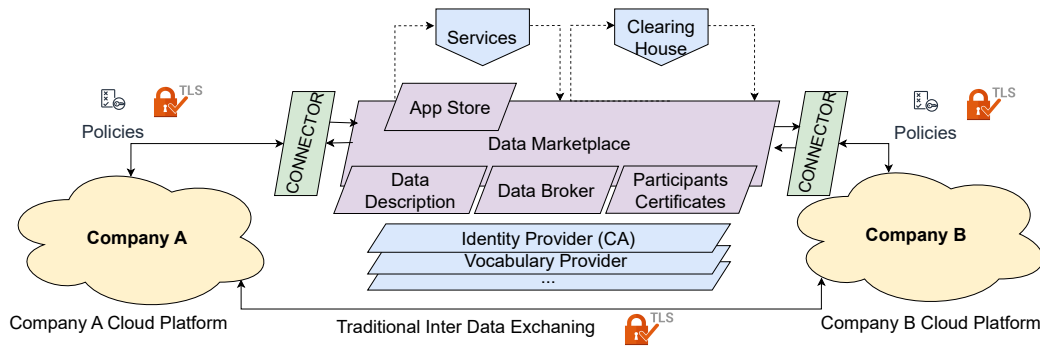 Services
Clearing
House
TLS
Policies
CONNECTOR
App Store
Data Marketplace
CONNECTOR
TLS
Policies
Data
Description
Data Broker
Participants
Certificates
Company A
Identity Provider (CA)
Vocabulary Provider
...
Company B
Company A Cloud Platform
Traditional Inter Data Exchaning
TLS
Company B Cloud Platform